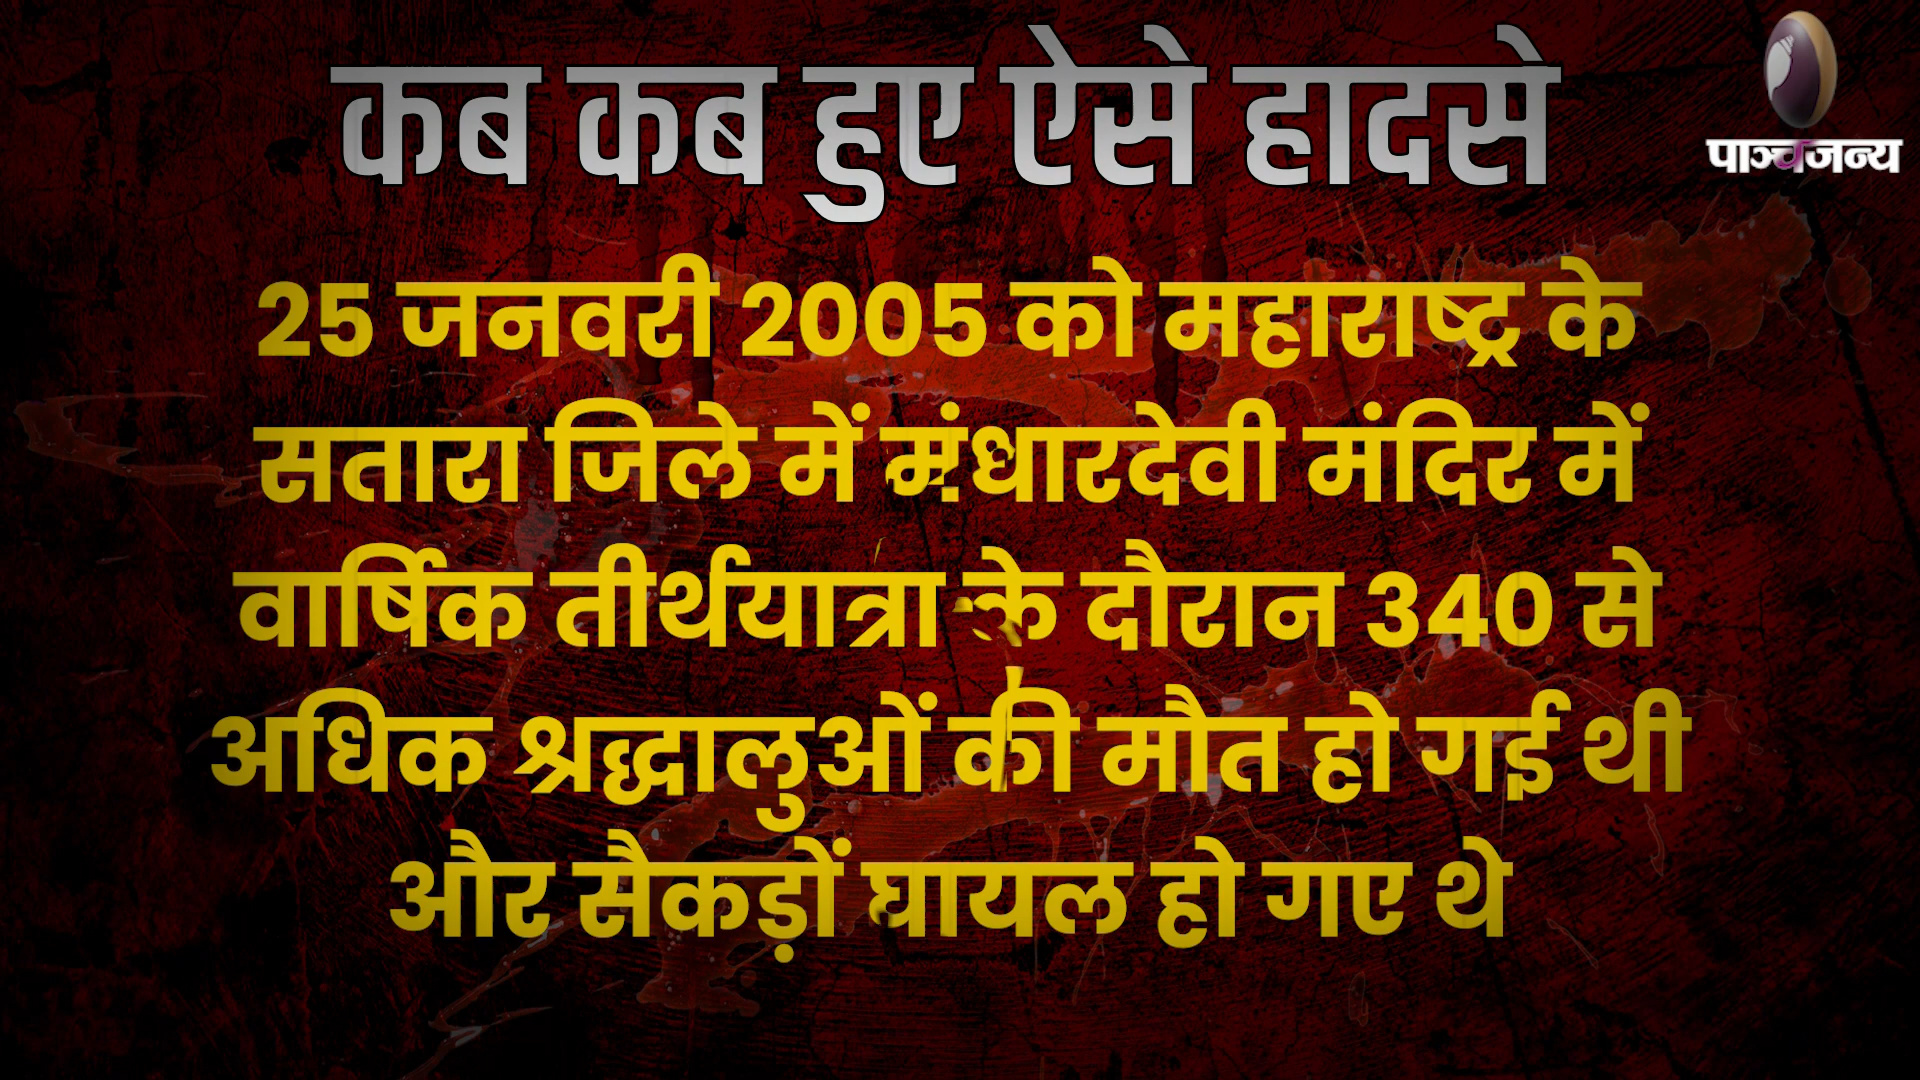 कब कब हुए ऐसे हादसे
पाञ्चजन्य
25 जनवरी 2005 को महाराष्ट्र के
सतारा जिले में मंधारदेवी मंदिर में
वार्षिक तीर्थयात्रा के दौरान 340 से
अधिक श्रद्धालुओं की मौत हो गई थी
और सैकड़ों घायल हो गए थे